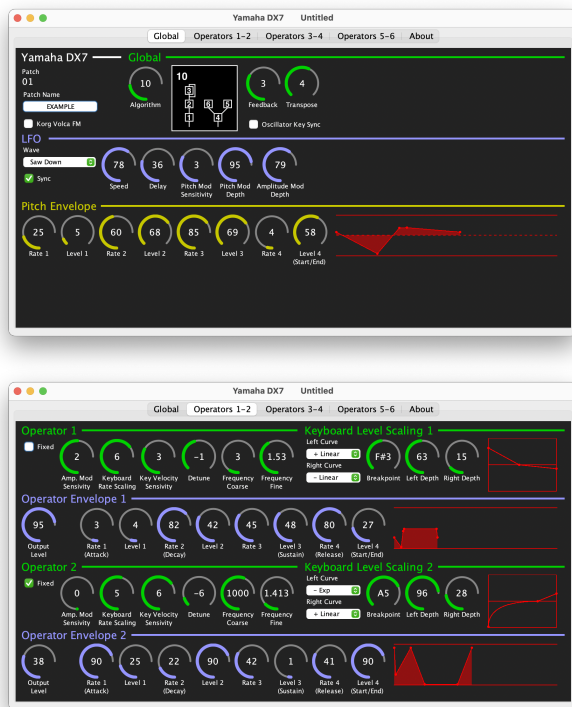 Yamaha DX7 Untitled
Global Operators 1-2 Operators 3-4 Operators 5-6 About
Yamaha DX7 Global
Patch
01
Patch Name
EXAMPLE
Korg Volca FM
10
Algorithm
10
3
2 6 5
1 4
3 4
Feedback Transpose
Oscillator Key Sync
LFO
Wave
Saw Down
Sync
78 36 3 95 79
Speed Delay Pitch Mod Pitch Mod Amplitude Mod
Sensitivity Depth Depth
Pitch Envelope
25 5 60 68 85 69 4 58
Rate 1 Level 1 Rate 2 Level 2 Rate 3 Level 3 Rate 4 Level 4
(Start/End)
Yamaha DX7 Untitled
Global Operators 1-2 Operators 3-4 Operators 5-6 About
Operator 1 Keyboard Level Scaling 1
Fixed
2 6 3 -1 3 1.53
Amp. Mod Keyboard Key Velocity Detune Frequency Frequency
Sensivity Rate Scaling Sensivity Coarse Fine
Left Curve
+ Linear
Right Curve
- Linear
F#3 63 15
Breakpoint Left Depth Right Depth
Operator Envelope 1
95 3 4 82 42 45 48 80 27
Output Rate 1 Level 1 Rate 2 Level 2 Rate 3 Level 3 Rate 4 Level 4
Level (Attack) (Decay) (Sustain) (Release) (Start/End)
Operator 2 Keyboard Level Scaling 2
Fixed
0 5 6 -6 1000 1.413
Amp. Mod Keyboard Key Velocity Detune Frequency Frequency
Sensivity Rate Scaling Sensivity Coarse Fine
Left Curve
- Exp
Right Curve
+ Linear
A5 96 28
Breakpoint Left Depth Right Depth
Operator Envelope 2
38 90 25 22 90 42 1 41 90
Output Rate 1 Level 1 Rate 2 Level 2 Rate 3 Level 3 Rate 4 Level 4
Level (Attack) (Decay) (Sustain) (Release) (Start/End)